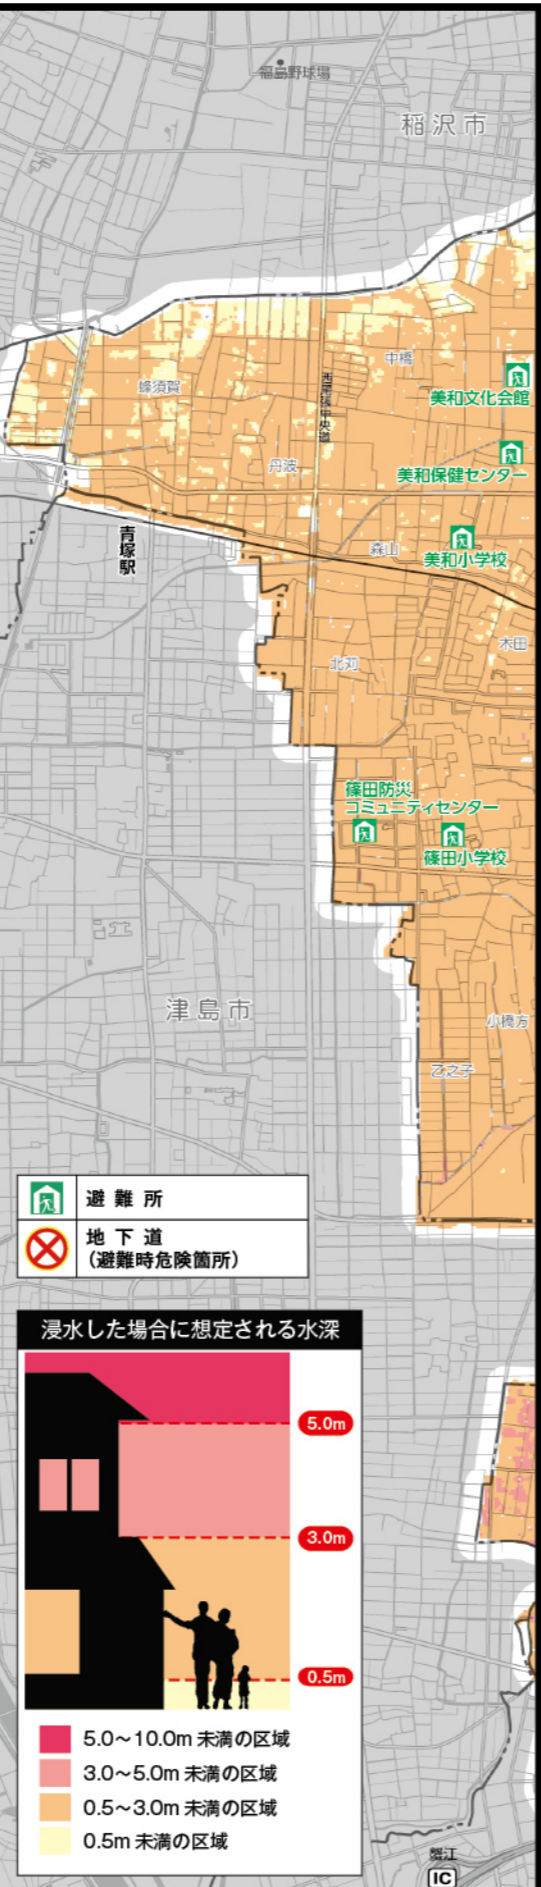 福島野球場
稲沢市
中橋
蜂須賀
美和文化会館
西尾張中央道
美和保健センター
丹波
青塚駅
森山
美和小学校
木田
北苅
篠田防災
コミュニティセンター
篠田小学校
津島市
小橋方
乙之子
避難所
地下道
(避難時危険箇所)
浸水した場合に想定される水深
5.0m
3.0m
0.5m
5.0〜10.0m 未満の区域
3.0〜5.0m 未満の区域
0.5〜3.0m 未満の区域
0.5m 未満の区域
蟹江
IC